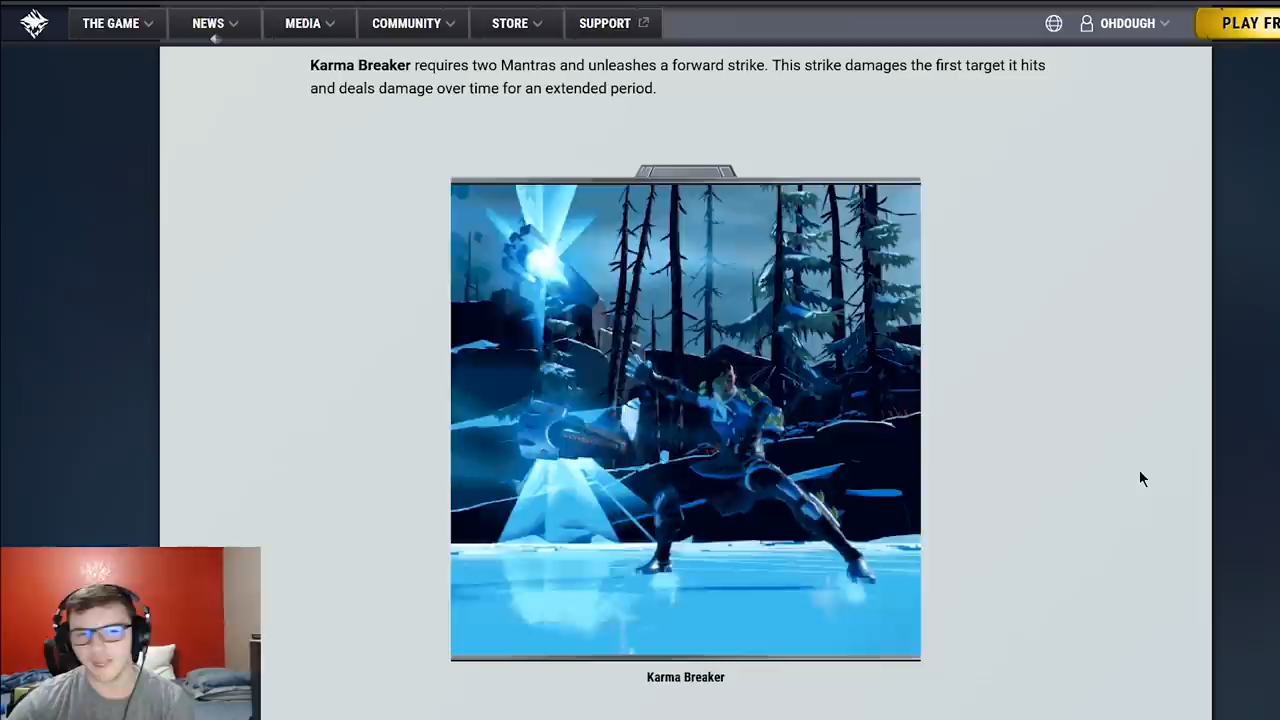 THE GAME
NEWS
MEDIA
COMMUNITY
STORE
SUPPORT
OHDOUGH
PLAY FR
Karma Breaker requires two Mantras and unleashes a forward strike. This strike damages the first target it hits
and deals damage over time for an extended period.
Karma Breaker